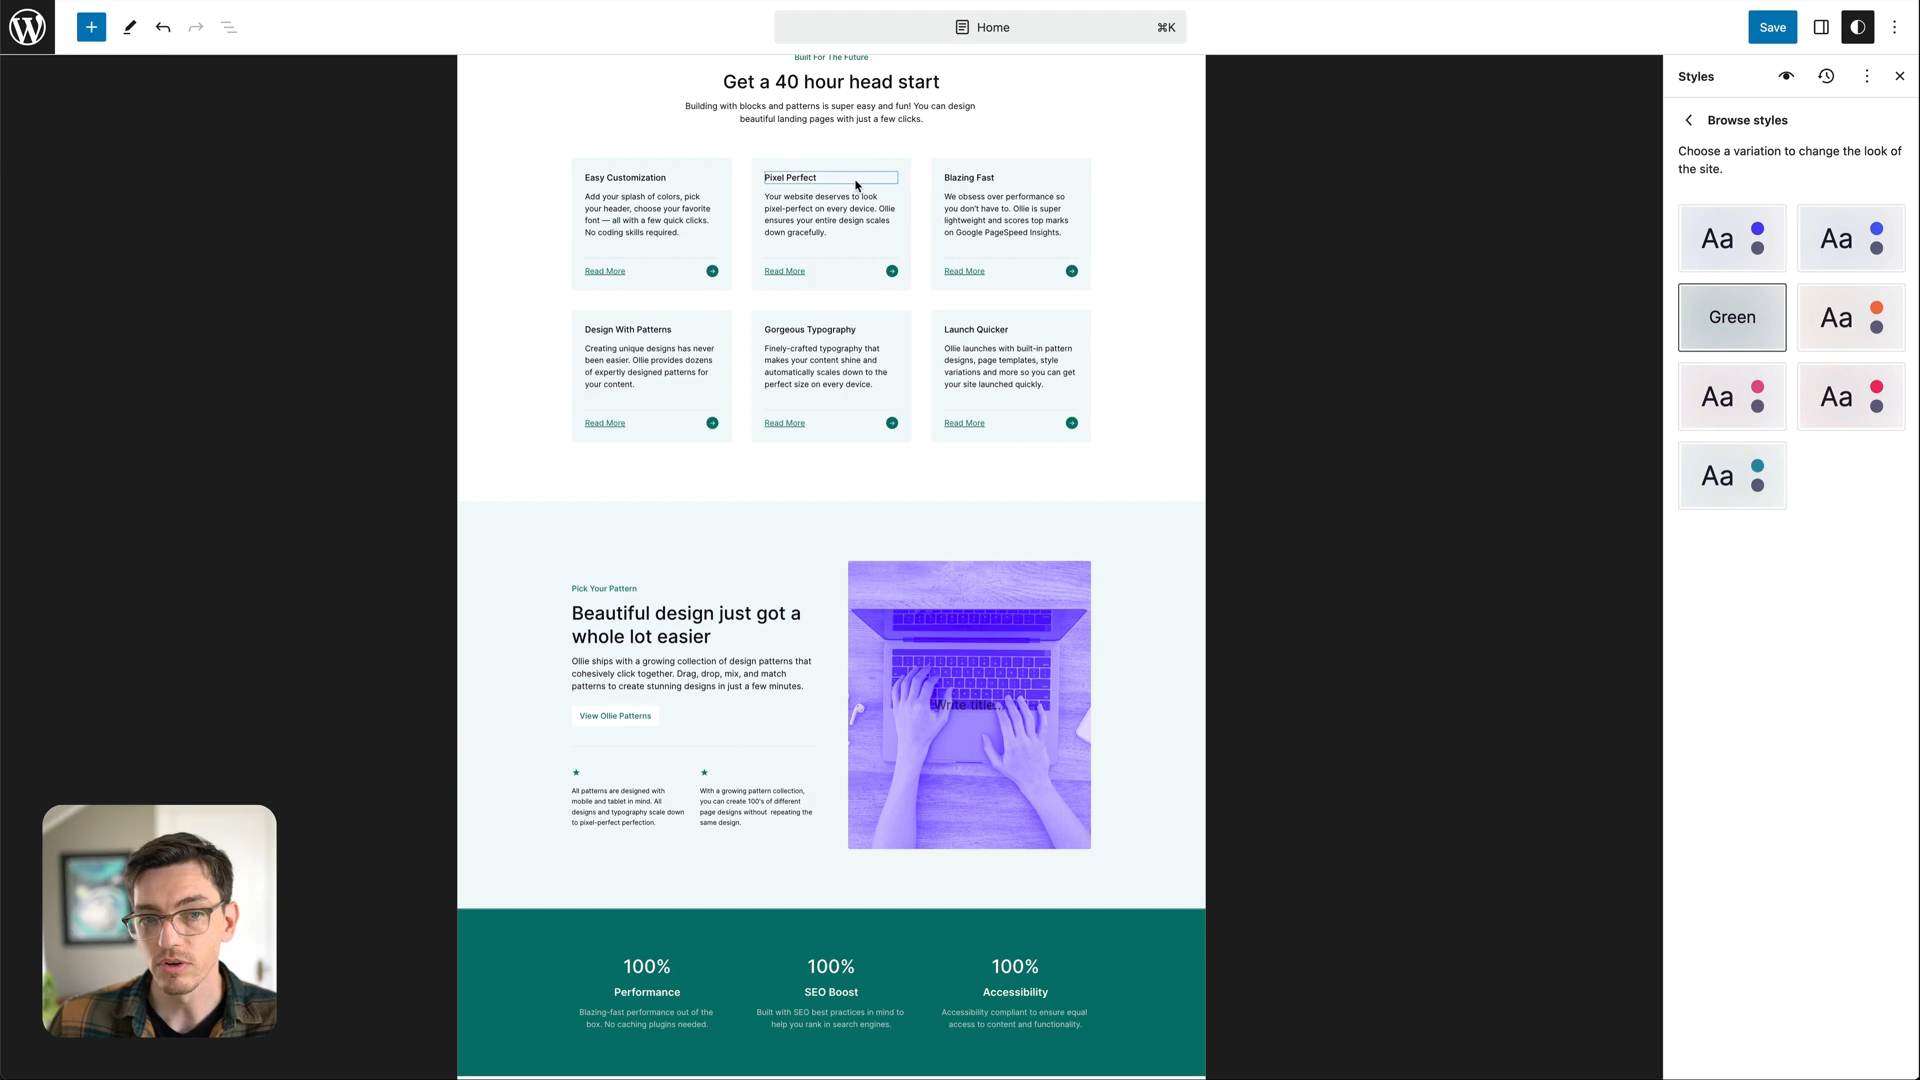 Home
⌘K
Save
Built For The Future
Get a 40 hour head start
Building with blocks and patterns is super easy and fun! You can design
beautiful landing pages with just a few clicks.
Easy Customization
Add your splash of colors, pick
your header, choose your favorite
font — all with a few quick clicks.
No coding skills required.
Read More
Pixel Perfect
Your website deserves to look
pixel-perfect on every device. Ollie
ensures your entire design scales
down gracefully.
Read More
Blazing Fast
We obsess over performance so
you don't have to. Ollie is super
lightweight and scores top marks
on Google PageSpeed Insights.
Read More
Design With Patterns
Creating unique designs has never
been easier. Ollie provides dozens
of expertly designed patterns for
your content.
Read More
Gorgeous Typography
Finely-crafted typography that
makes your content shine and
automatically scales down to the
perfect size on every device.
Read More
Launch Quicker
Ollie launches with built-in pattern
designs, page templates, style
variations and more so you can get
your site launched quickly.
Read More
Pick Your Pattern
Beautiful design just got a
whole lot easier
Ollie ships with a growing collection of design patterns that
cohesively click together. Drag, drop, mix, and match
patterns to create stunning designs in just a few minutes.
View Ollie Patterns
All patterns are designed with
mobile and tablet in mind. All
designs and typography scale down
to pixel-perfect perfection.
With a growing pattern collection,
you can create 100's of different
page designs without repeating the
same design.
Write title...
100%
Performance
Blazing-fast performance out of the
box. No caching plugins needed.
100%
SEO Boost
Built with SEO best practices in mind to
help you rank in search engines.
100%
Accessibility
Accessibility compliant to ensure equal
access to content and functionality.
Styles
Browse styles
Choose a variation to change the look of
the site.
Aa
Aa
Green
Aa
Aa
Aa
Aa